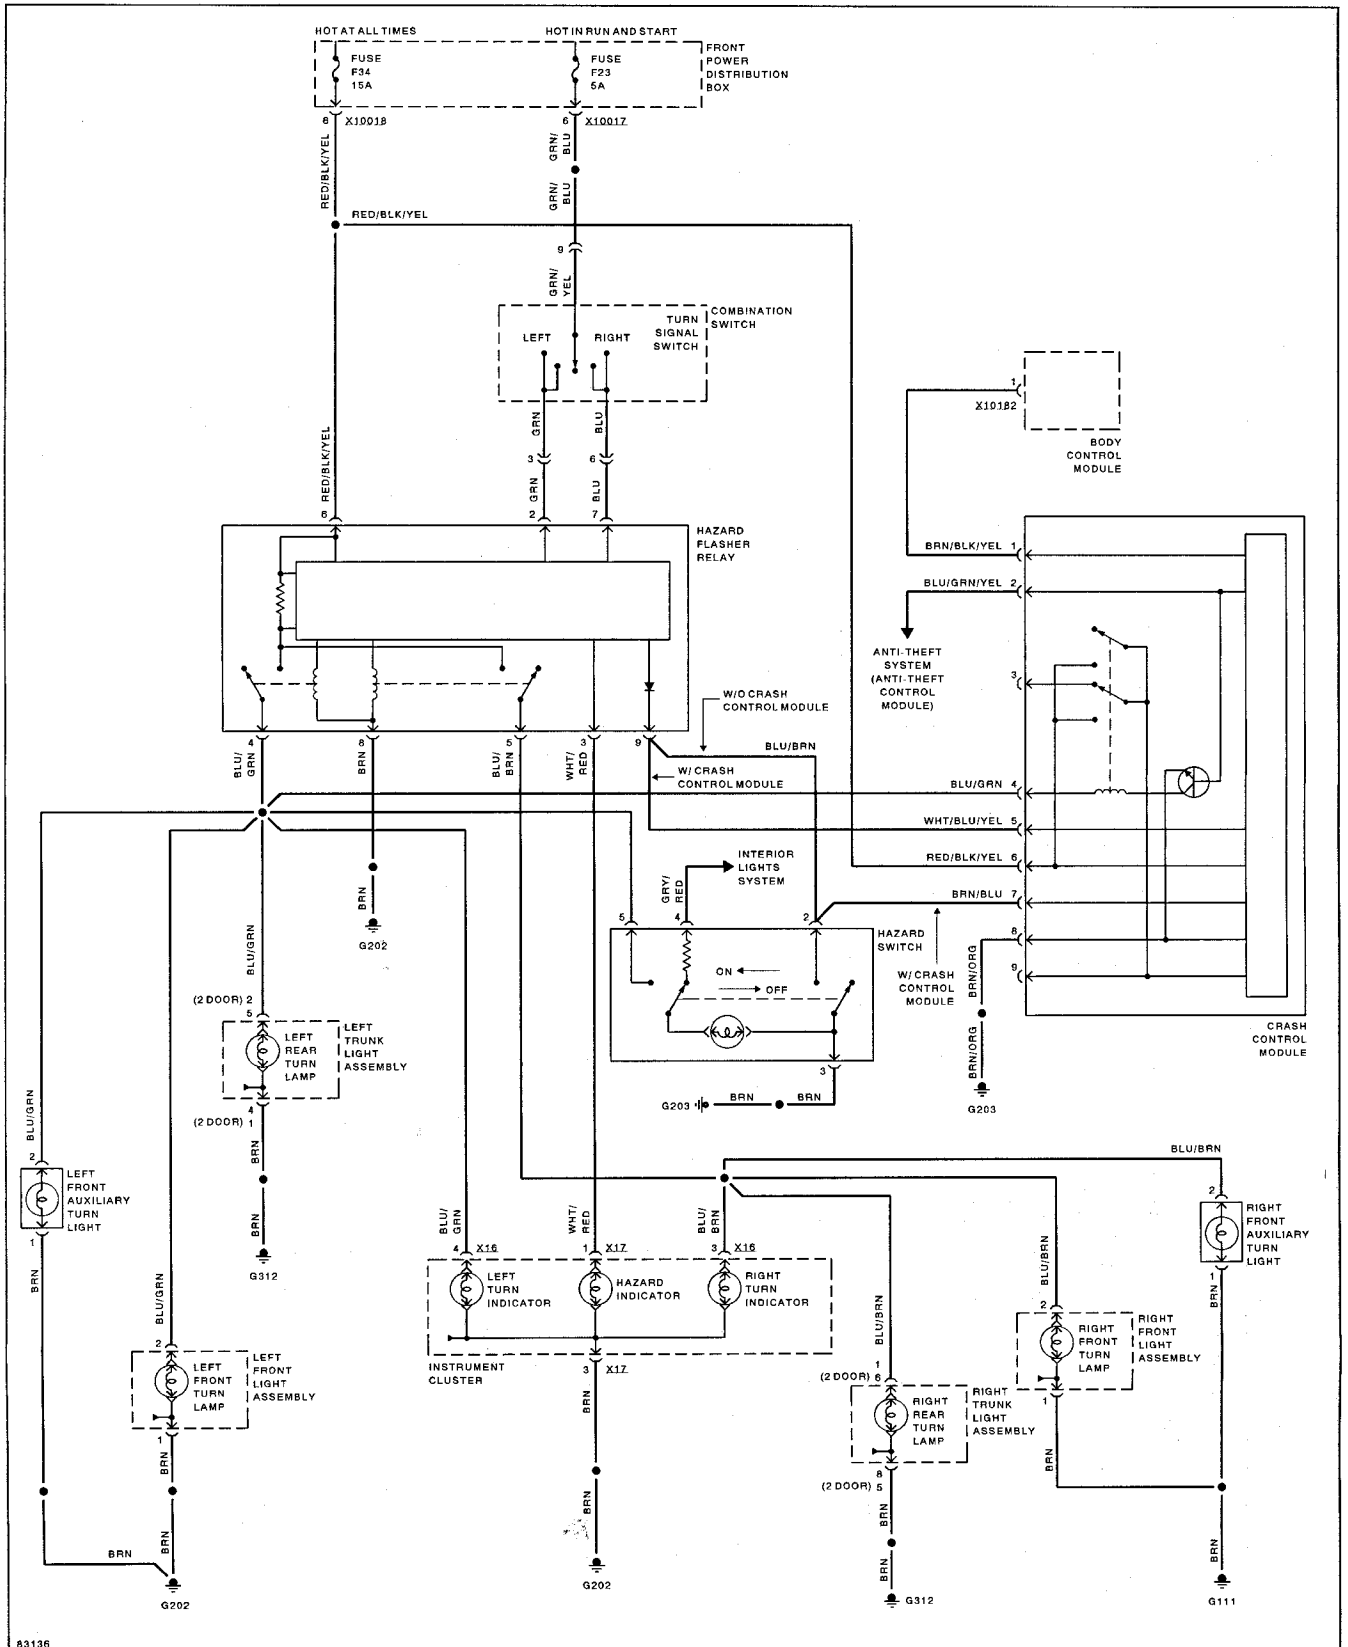 HOT AT ALL TIMES
HOT IN RUN AND START
FUSE
F34
15A
FUSE
F23
5A
FRONT
POWER
DISTRIBUTION
BOX
8
X10018
6
X10017
RED/BLK/YEL
GRN/
BLU
GRN/
BLU
RED/BLK/YEL
9
GRN/
YEL
COMBINATION
SWITCH
TURN
SIGNAL
SWITCH
LEFT
RIGHT
GRN
BLU
3
6
RED/BLK/YEL
GRN
BLU
6
2
7
HAZARD
FLASHER
RELAY
1
X10182
BODY
CONTROL
MODULE
BRN/BLK/YEL 1
BLU/GRN/YEL 2
ANTI-THEFT
SYSTEM
(ANTI-THEFT
CONTROL
MODULE)
3
W/O CRASH
CONTROL MODULE
BLU/BRN
W/ CRASH
CONTROL MODULE
4
8
5
3
9
BLU/
GRN
BRN
BLU/
BRN
WHT/
RED
BLU/GRN 4
WHT/BLU/YEL 5
RED/BLK/YEL 6
BRN/BLU 7
8
9
INTERIOR
LIGHTS
SYSTEM
GRY/
RED
5
4
2
HAZARD
SWITCH
ON
OFF
W/ CRASH
CONTROL
MODULE
BRN/ORG
BRN/ORG
G203
CRASH
CONTROL
MODULE
3
G203
BRN
BRN
BRN
G202
BLU/GRN
(2 DOOR) 2
5
LEFT
REAR
TURN
LAMP
LEFT
TRUNK
LIGHT
ASSEMBLY
4
(2 DOOR) 1
BRN
BRN
G312
BLU/GRN
2
LEFT
FRONT
AUXILIARY
TURN
LIGHT
1
BRN
BLU/GRN
2
LEFT
FRONT
TURN
LAMP
LEFT
FRONT
LIGHT
ASSEMBLY
1
BRN
BRN
BRN
G202
BLU/
GRN
WHT/
RED
BLU/
BRN
4
X16
1
X17
3
X16
LEFT
TURN
INDICATOR
HAZARD
INDICATOR
RIGHT
TURN
INDICATOR
INSTRUMENT
CLUSTER
3
X17
BRN
BRN
G202
BLU/BRN
BLU/BRN
1
(2 DOOR) 6
RIGHT
REAR
TURN
LAMP
RIGHT
TRUNK
LIGHT
ASSEMBLY
8
(2 DOOR) 5
BRN
BRN
G312
BLU/BRN
2
RIGHT
FRONT
TURN
LAMP
RIGHT
FRONT
LIGHT
ASSEMBLY
1
BRN
2
RIGHT
FRONT
AUXILIARY
TURN
LIGHT
1
BRN
BRN
G111
83136